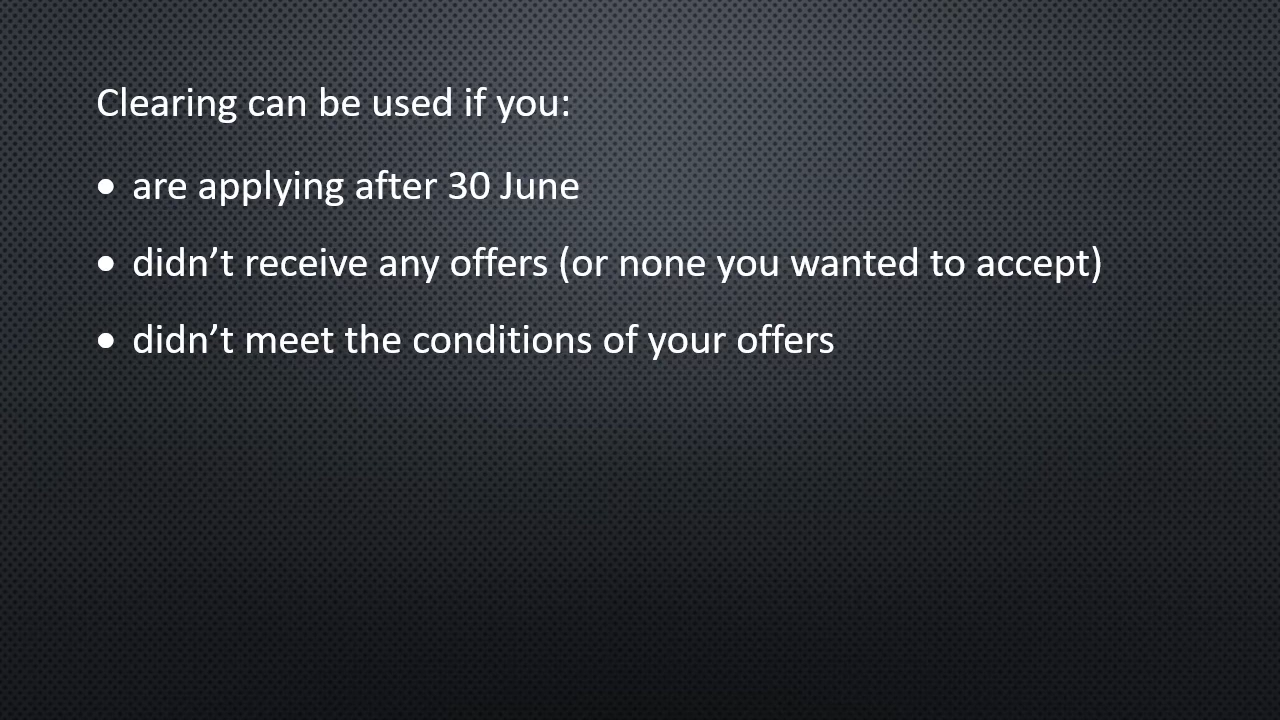 Clearing can be used if you:
• are applying after 30 June
• didn’t receive any offers (or none you wanted to accept)
• didn’t meet the conditions of your offers